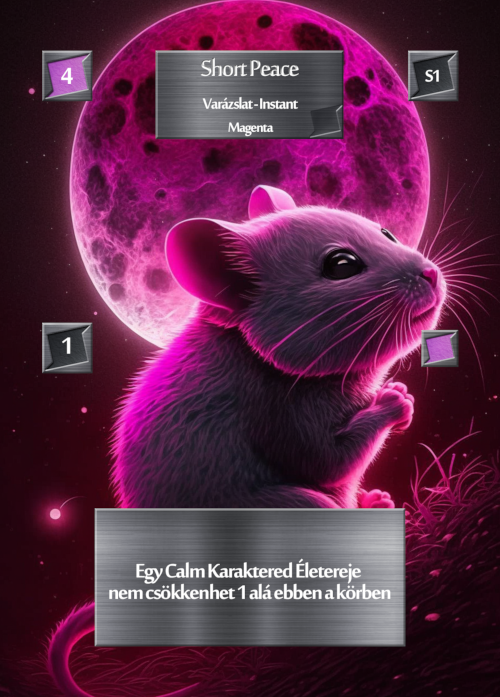 4
Short Peace
S1
Varázslat - Instant
Magenta
1
Egy Calm Karaktered Életereje
nem csökkenhet 1 alá ebben a körben